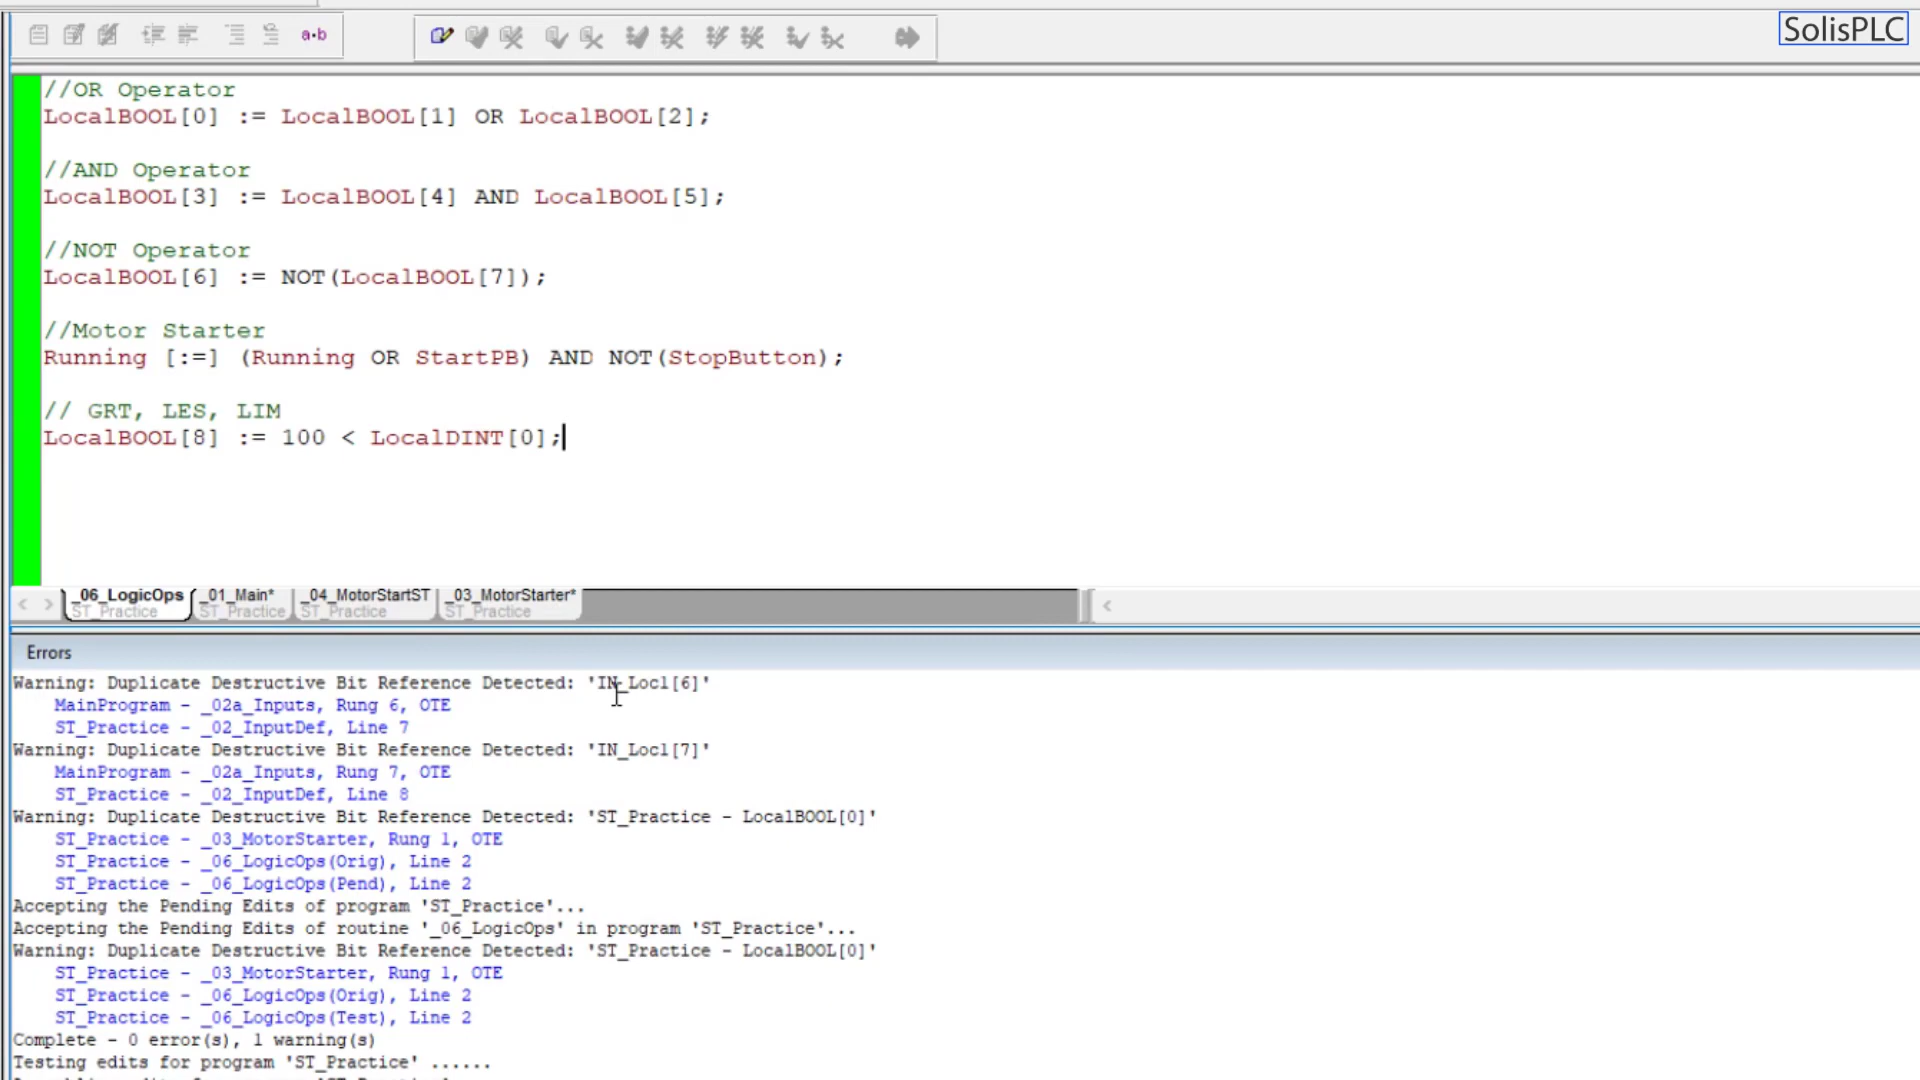 SolisPLC
a·b
//OR Operator
LocalBOOL[0] := LocalBOOL[1] OR LocalBOOL[2];
//AND Operator
LocalBOOL[3] := LocalBOOL[4] AND LocalBOOL[5];
//NOT Operator
LocalBOOL[6] := NOT(LocalBOOL[7]);
//Motor Starter
Running [:=] (Running OR StartPB) AND NOT(StopButton);
// GRT, LES, LIM
LocalBOOL[8] := 100 < LocalDINT[0];
_06_LogicOps _01_Main* _04_MotorStartST _03_MotorStarter*
ST_Practice ST_Practice ST_Practice ST_Practice
Errors
Warning: Duplicate Destructive Bit Reference Detected: 'IN_Loc1[6]'
MainProgram - _02a_Inputs, Rung 6, OTE
ST_Practice - _02_InputDef, Line 7
Warning: Duplicate Destructive Bit Reference Detected: 'IN_Loc1[7]'
MainProgram - _02a_Inputs, Rung 7, OTE
ST_Practice - _02_InputDef, Line 8
Warning: Duplicate Destructive Bit Reference Detected: 'ST_Practice - LocalBOOL[0]'
ST_Practice - _03_MotorStarter, Rung 1, OTE
ST_Practice - _06_LogicOps(Orig), Line 2
ST_Practice - _06_LogicOps(Pend), Line 2
Accepting the Pending Edits of program 'ST_Practice'...
Accepting the Pending Edits of routine '_06_LogicOps' in program 'ST_Practice'...
Warning: Duplicate Destructive Bit Reference Detected: 'ST_Practice - LocalBOOL[0]'
ST_Practice - _03_MotorStarter, Rung 1, OTE
ST_Practice - _06_LogicOps(Orig), Line 2
ST_Practice - _06_LogicOps(Test), Line 2
Complete - 0 error(s), 1 warning(s)
Testing edits for program 'ST_Practice' ......